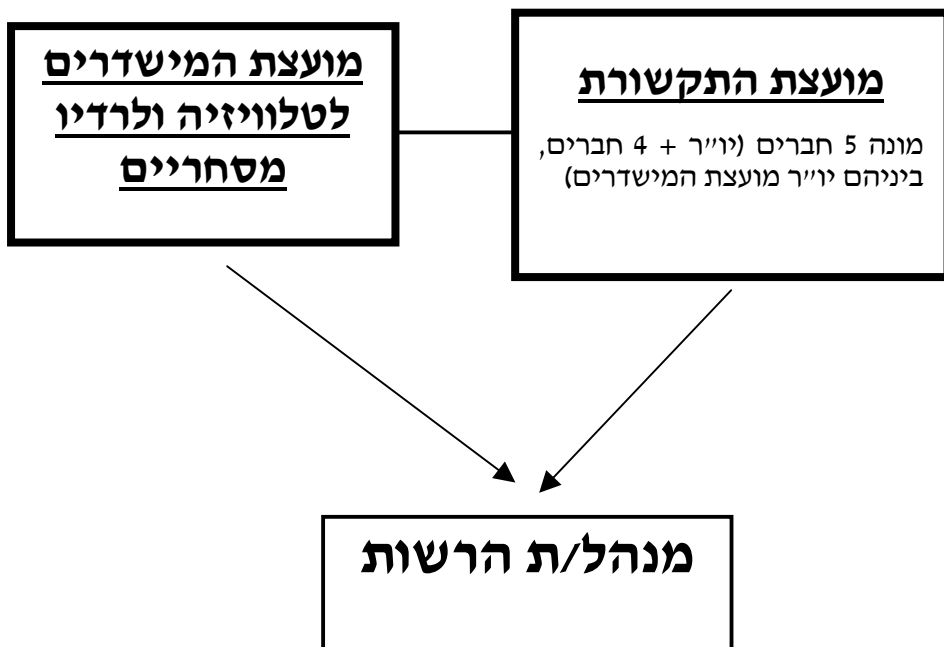 מועצת התקשורת
מונה 5 חברים (יו״ר + 4 חברים,
ביניהם יו״ר מועצת המישדרים)
מועצת המישדרים
לטלוויזיה ולרדיו
מסחריים
מנהל/ת הרשות